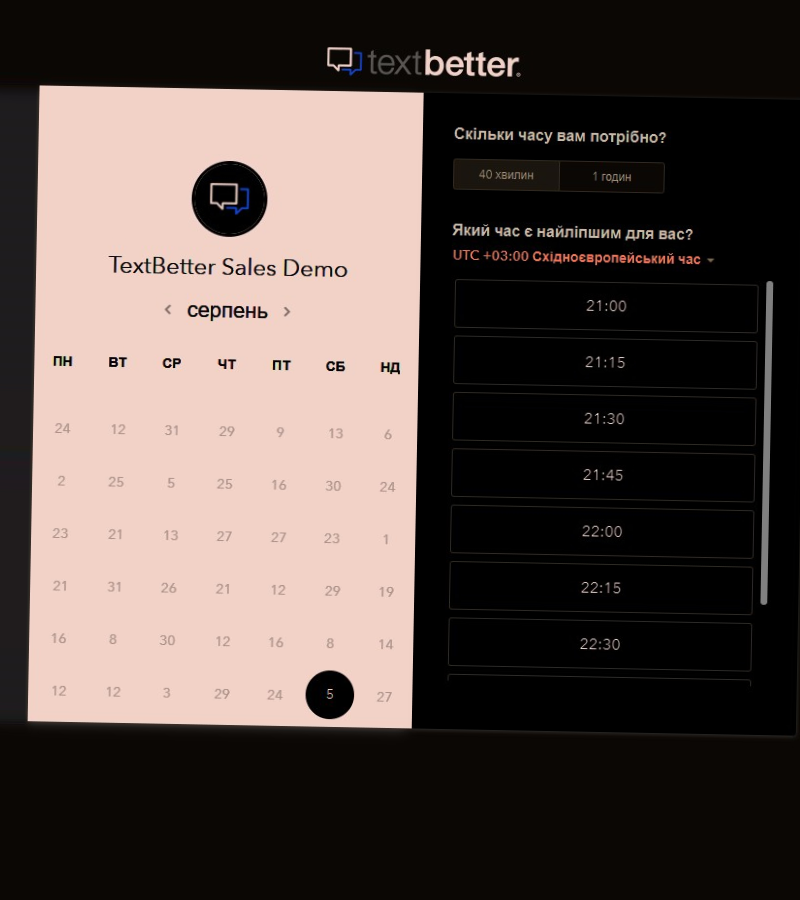 textbetter.
TextBetter Sales Demo
серпень
ПН ВТ СР ЧТ ПТ СБ НД
24 12 31 29 9 13 6
2 25 5 25 16 30 24
23 21 13 27 27 23 1
21 31 26 21 12 29 19
16 8 30 12 16 8 14
12 12 3 29 24 5 27
Скільки часу вам потрібно?
40 хвилин 1 годин
Який час є найліпшим для вас?
UTC +03:00 Східноєвропейський час
21:00
21:15
21:30
21:45
22:00
22:15
22:30